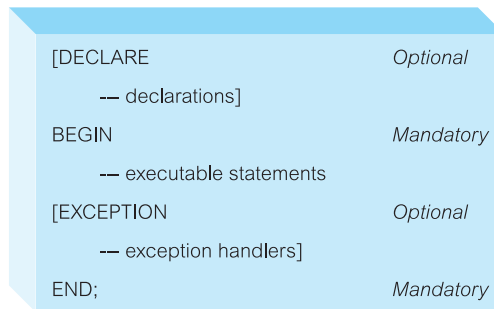 [DECLARE Optional
-- declarations]
BEGIN Mandatory
-- executable statements
[EXCEPTION Optional
-- exception handlers]
END; Mandatory